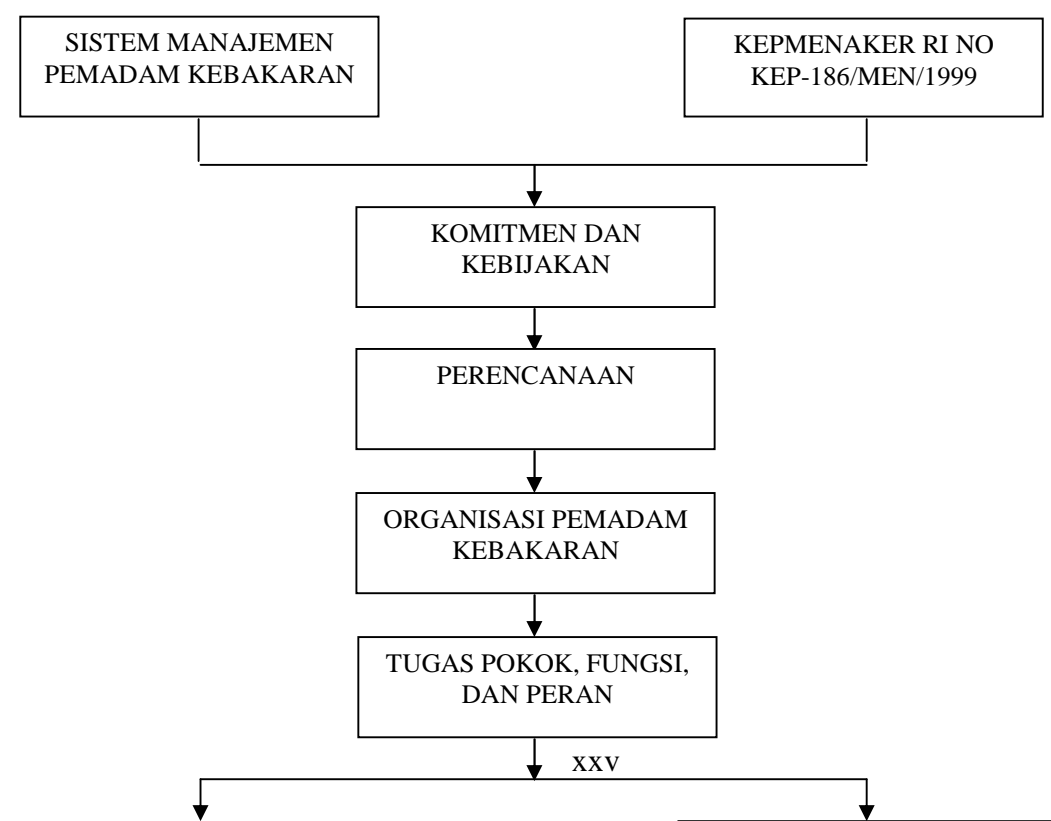 SISTEM MANAJEMEN
PEMADAM KEBAKARAN
KEPMENAKER RI NO
KEP-186/MEN/1999
KOMITMEN DAN
KEBIJAKAN
PERENCANAAN
ORGANISASI PEMADAM
KEBAKARAN
TUGAS POKOK, FUNGSI,
DAN PERAN
xxv